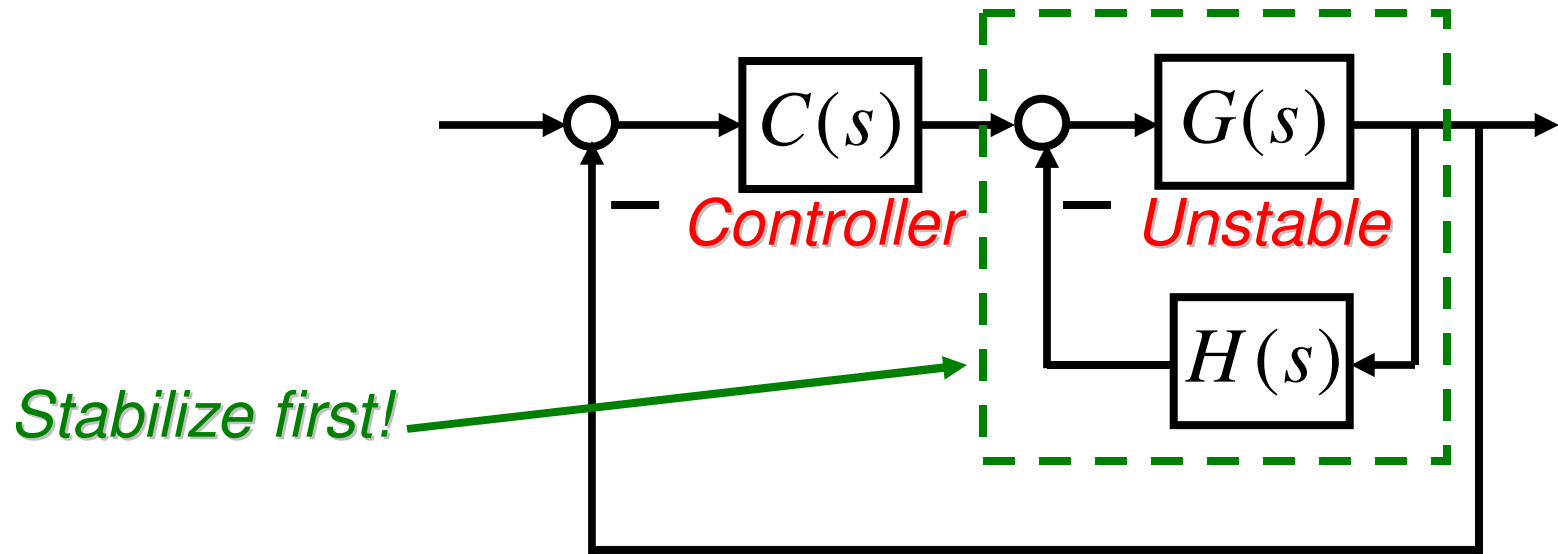 C(s)
G(s)
Controller
Unstable
H(s)
Stabilize first!